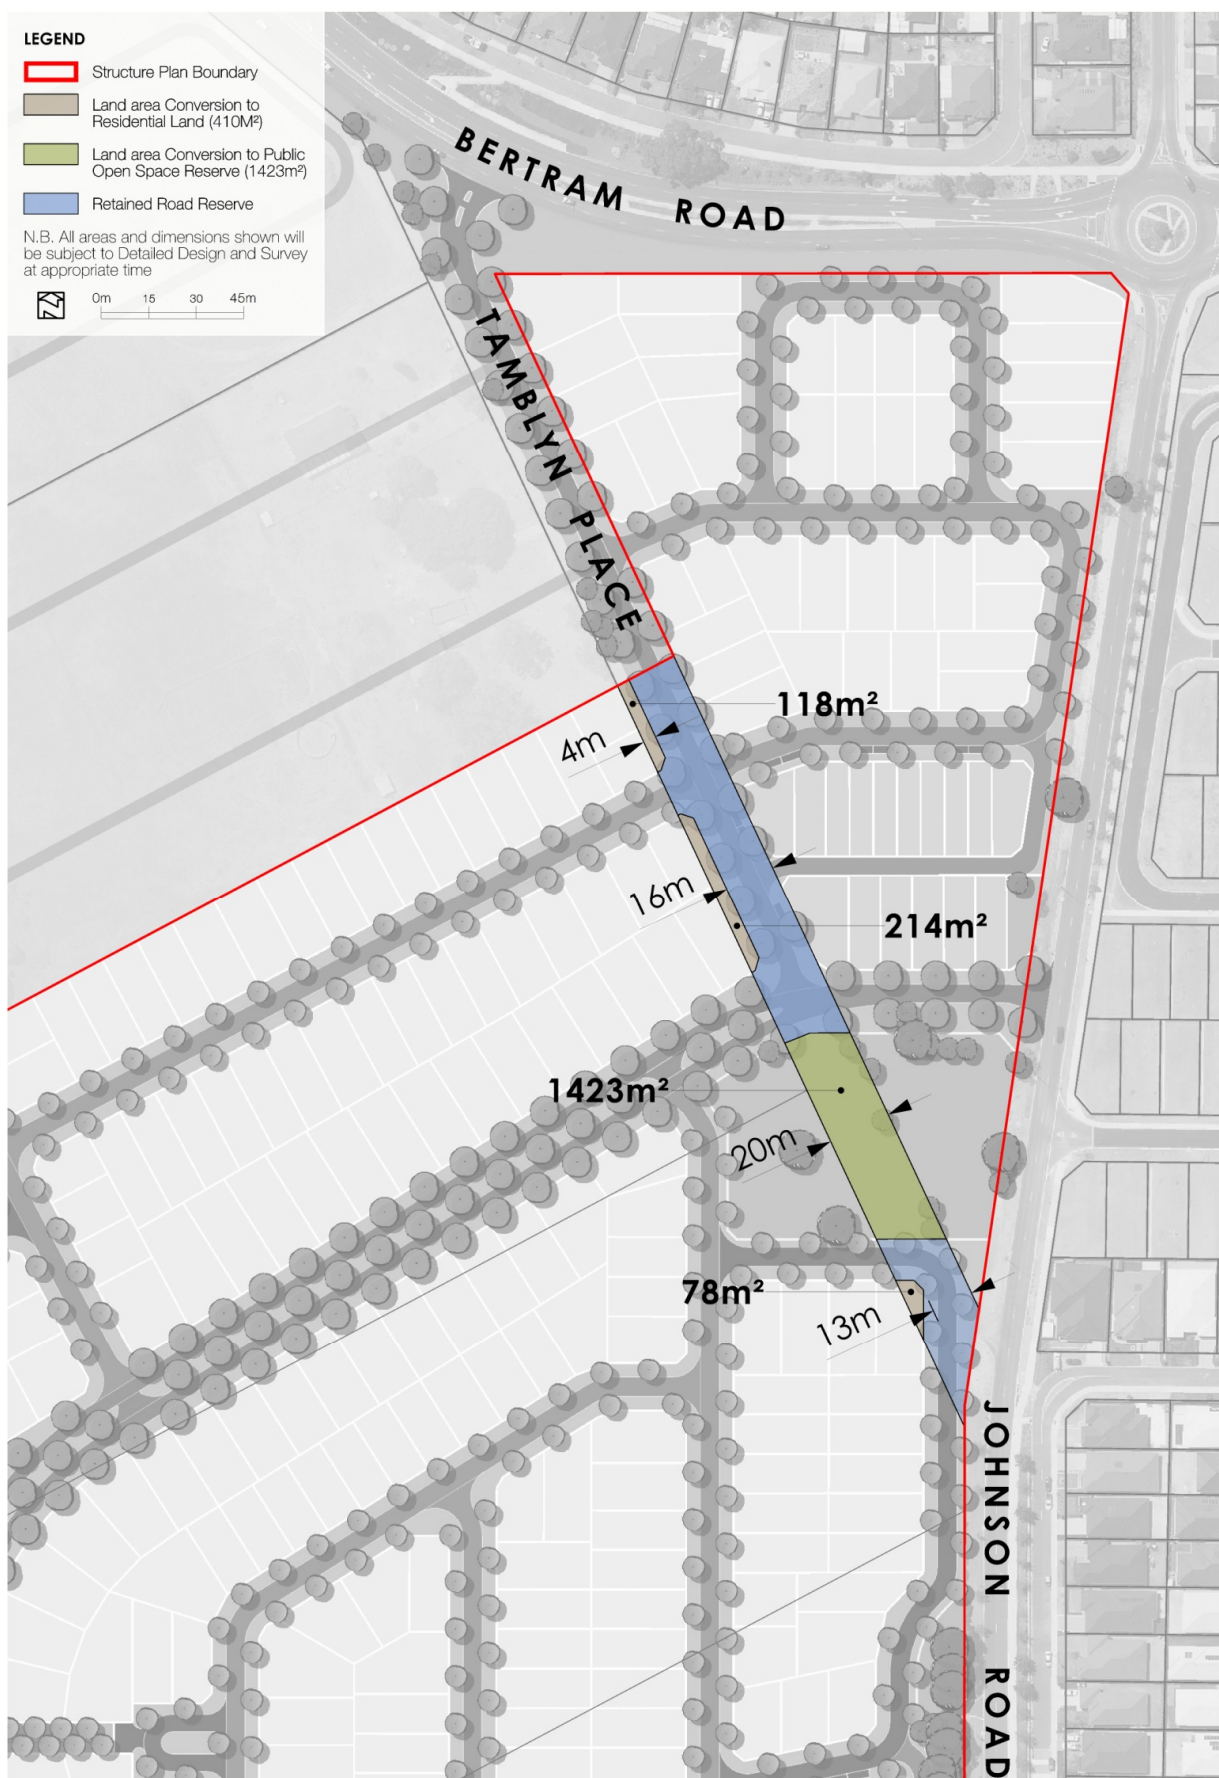 LEGEND
Structure Plan Boundary
Land area Conversion to
Residential Land (410M²)
Land area Conversion to Public
Open Space Reserve (1423m²)
Retained Road Reserve
N.B. All areas and dimensions shown will
be subject to Detailed Design and Survey
at appropriate time
N
0m 15 30 45m
BERTRAM ROAD
TAMBLYN PLACE
118m²
4m
16m
214m²
1423m²
20m
78m²
13m
JOHNSON ROAD